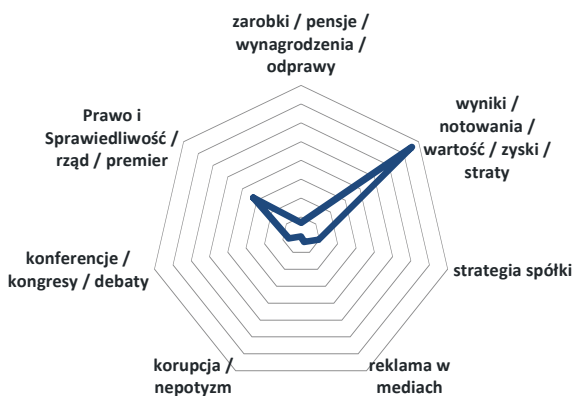 zarobki / pensje /
wynagrodzenia /
odprawy
wyniki /
notowania /
wartość / zyski /
straty
strategia spółki
reklama w
mediach
korupcja /
nepotyzm
konferencje /
kongresy / debaty
Prawo i
Sprawiedliwość /
rząd / premier